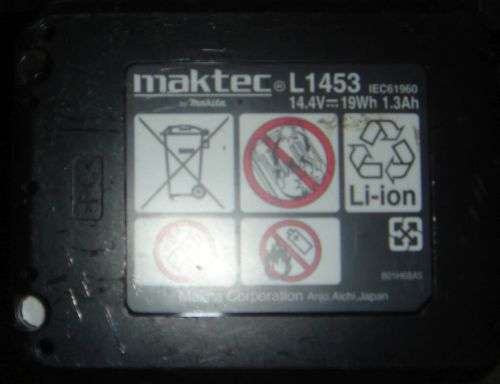 maktec® L1453 IEC61960
by Makita 14.4V 19Wh 1.3Ah
Li-ion
Makita Corporation Anjo, Aichi, Japan